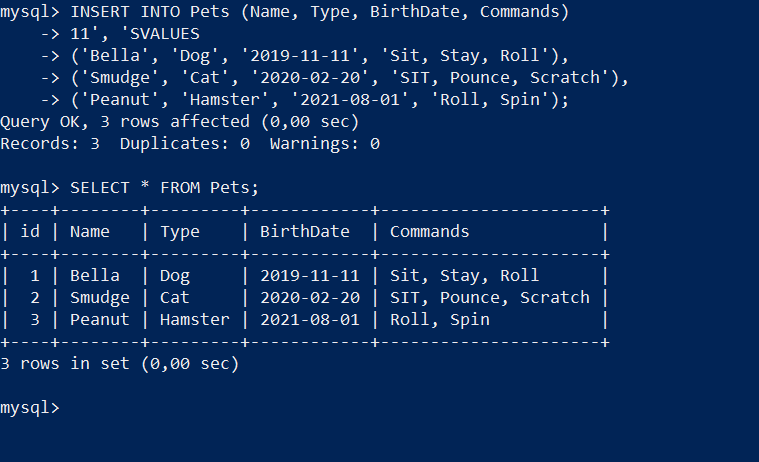 mysql> INSERT INTO Pets (Name, Type, BirthDate, Commands)
    -> 11', 'SVALUES
    -> ('Bella', 'Dog', '2019-11-11', 'Sit, Stay, Roll'),
    -> ('Smudge', 'Cat', '2020-02-20', 'SIT, Pounce, Scratch'),
    -> ('Peanut', 'Hamster', '2021-08-01', 'Roll, Spin');
Query OK, 3 rows affected (0,00 sec)
Records: 3  Duplicates: 0  Warnings: 0

mysql> SELECT * FROM Pets;
+----+--------+---------+------------+----------------------+
| id | Name   | Type    | BirthDate  | Commands             |
+----+--------+---------+------------+----------------------+
|  1 | Bella  | Dog     | 2019-11-11 | Sit, Stay, Roll      |
|  2 | Smudge | Cat     | 2020-02-20 | SIT, Pounce, Scratch |
|  3 | Peanut | Hamster | 2021-08-01 | Roll, Spin           |
+----+--------+---------+------------+----------------------+
3 rows in set (0,00 sec)

mysql>